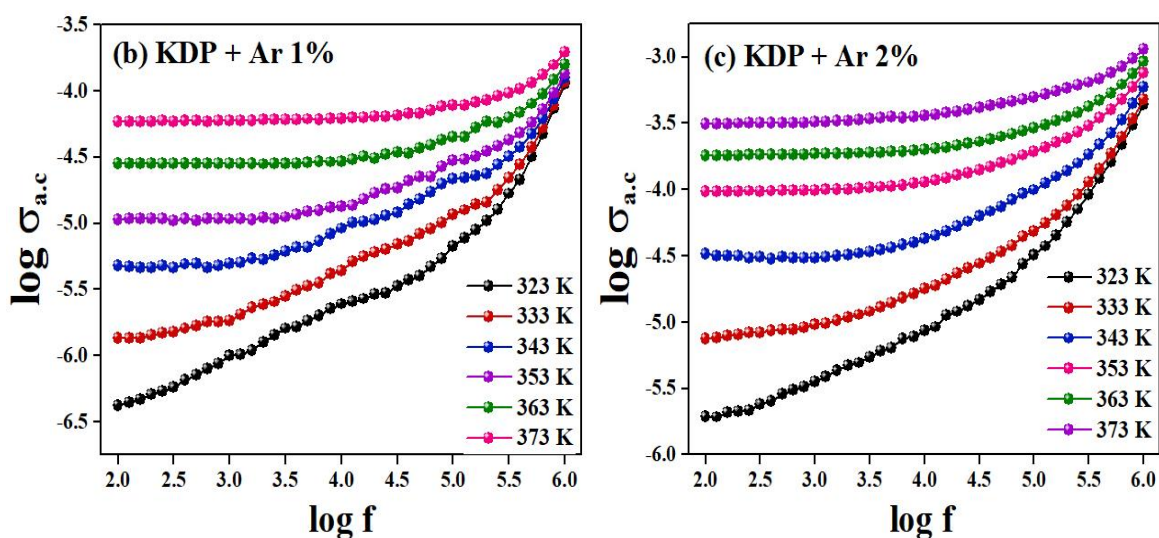 (b) KDP + Ar 1%
log σa.c
-3.5
-4.0
-4.5
-5.0
-5.5
-6.0
-6.5
323 K
333 K
343 K
353 K
363 K
373 K
2.0 2.5 3.0 3.5 4.0 4.5 5.0 5.5 6.0
log f
(c) KDP + Ar 2%
log σa.c
-3.0
-3.5
-4.0
-4.5
-5.0
-5.5
-6.0
323 K
333 K
343 K
353 K
363 K
373 K
2.0 2.5 3.0 3.5 4.0 4.5 5.0 5.5 6.0
log f